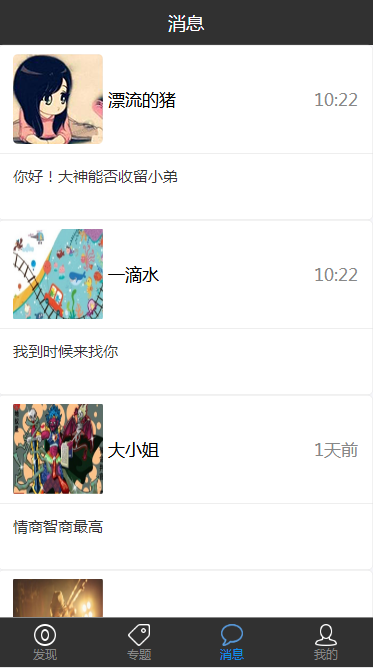 消息
漂流的猪 10:22
你好！大神能否收留小弟
一滴水 10:22
我到时候来找你
大小姐 1天前
情商智商最高
发现 专题 消息 我的